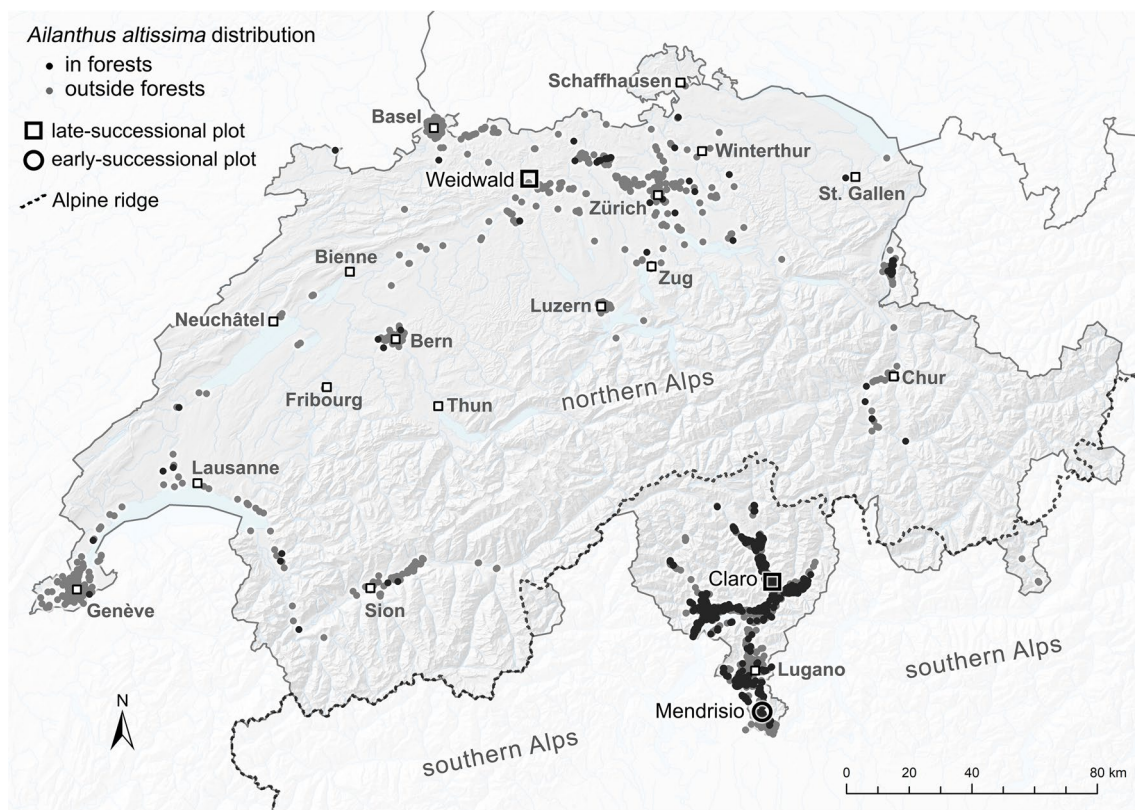 Ailanthus altissima distribution
in forests
outside forests
late-successional plot
early-successional plot
Alpine ridge
Schaffhausen
Basel
Winterthur
Weidwald
St. Gallen
Zürich
Bienne
Zug
Luzern
Neuchâtel
Bern
Chur
northern Alps
Fribourg
Thun
Lausanne
Claro
Genève
Sion
Lugano
southern Alps
Mendrisio
N
southern Alps
0 20 40 80 km